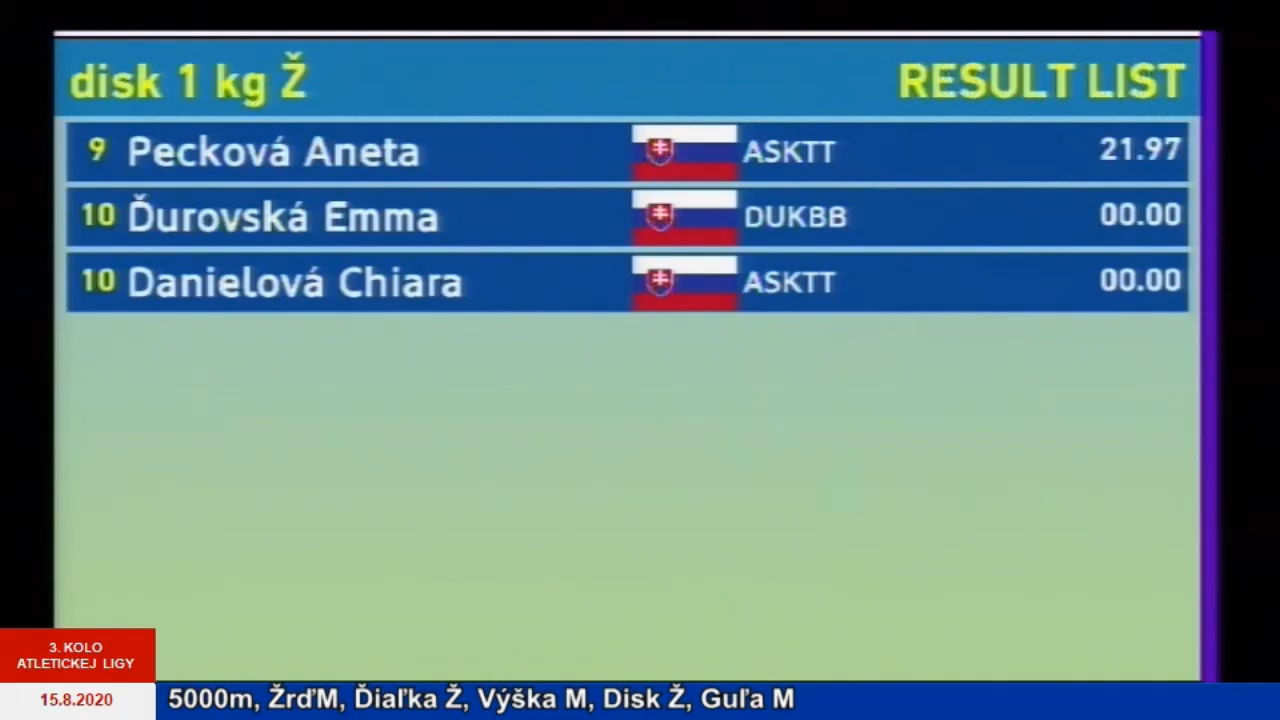 disk 1 kg Ž RESULT LIST
9 Pecková Aneta ASKTT 21.97
10 Ďurovská Emma DUKBB 00.00
10 Danielová Chiara ASKTT 00.00
3. KOLO
ATLETICKEJ LIGY
15.8.2020
5000m, ŽrďM, Ďiaľka Ž, Výška M, Disk Ž, Guľa M